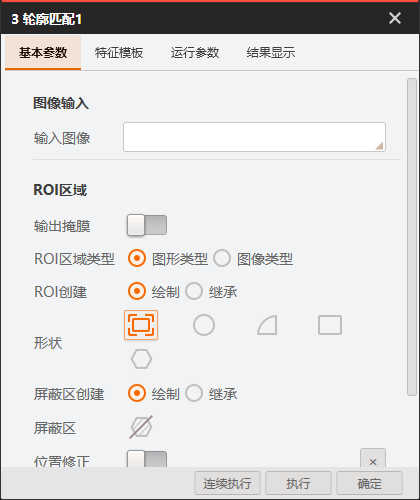 3 轮廓匹配1
基本参数 特征模板 运行参数 结果显示
图像输入
输入图像
ROI区域
输出掩膜
ROI区域类型 图形类型 图像类型
ROI创建 绘制 继承
形状
屏蔽区创建 绘制 继承
屏蔽区
位置修正
连续执行 执行 确定